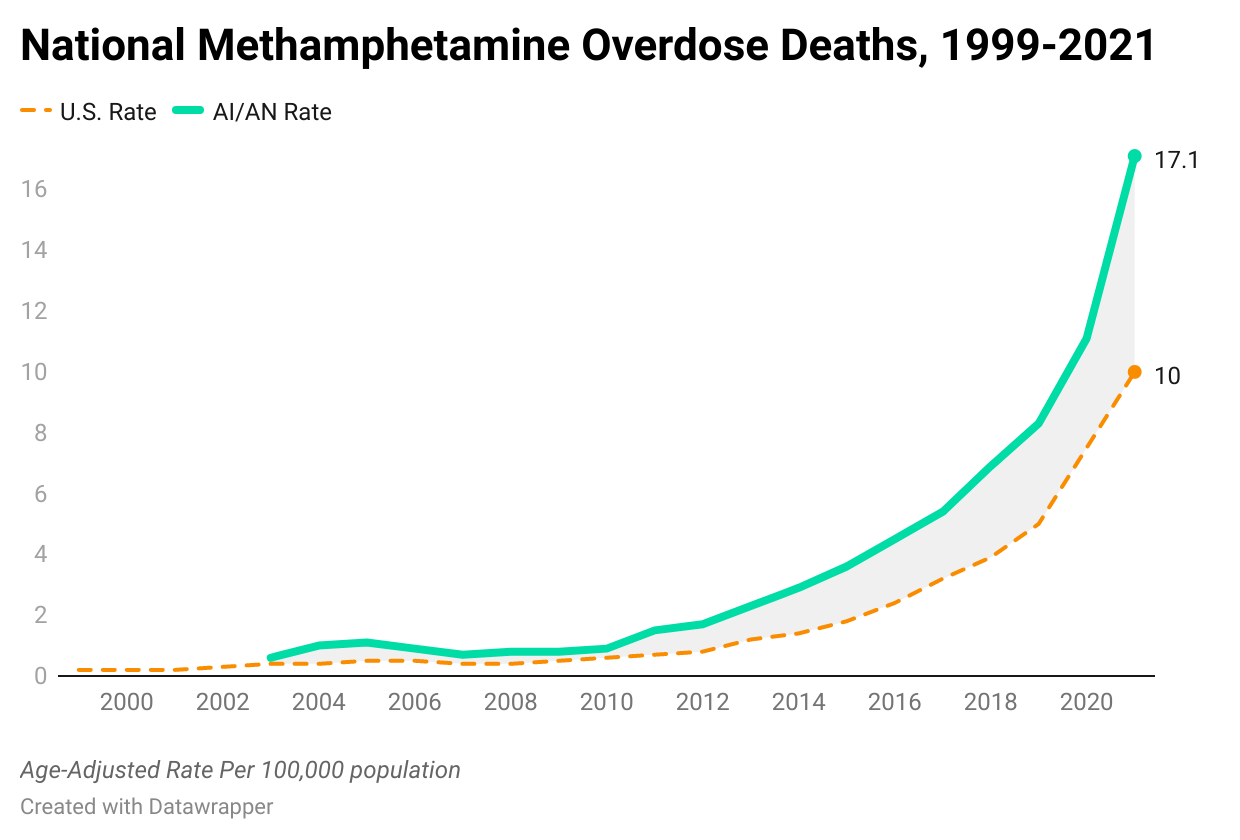 National Methamphetamine Overdose Deaths, 1999-2021
U.S. Rate AI/AN Rate
17.1
16
14
12
10
10
8
6
4
2
0
2000 2002 2004 2006 2008 2010 2012 2014 2016 2018 2020
Age-Adjusted Rate Per 100,000 population
Created with Datawrapper